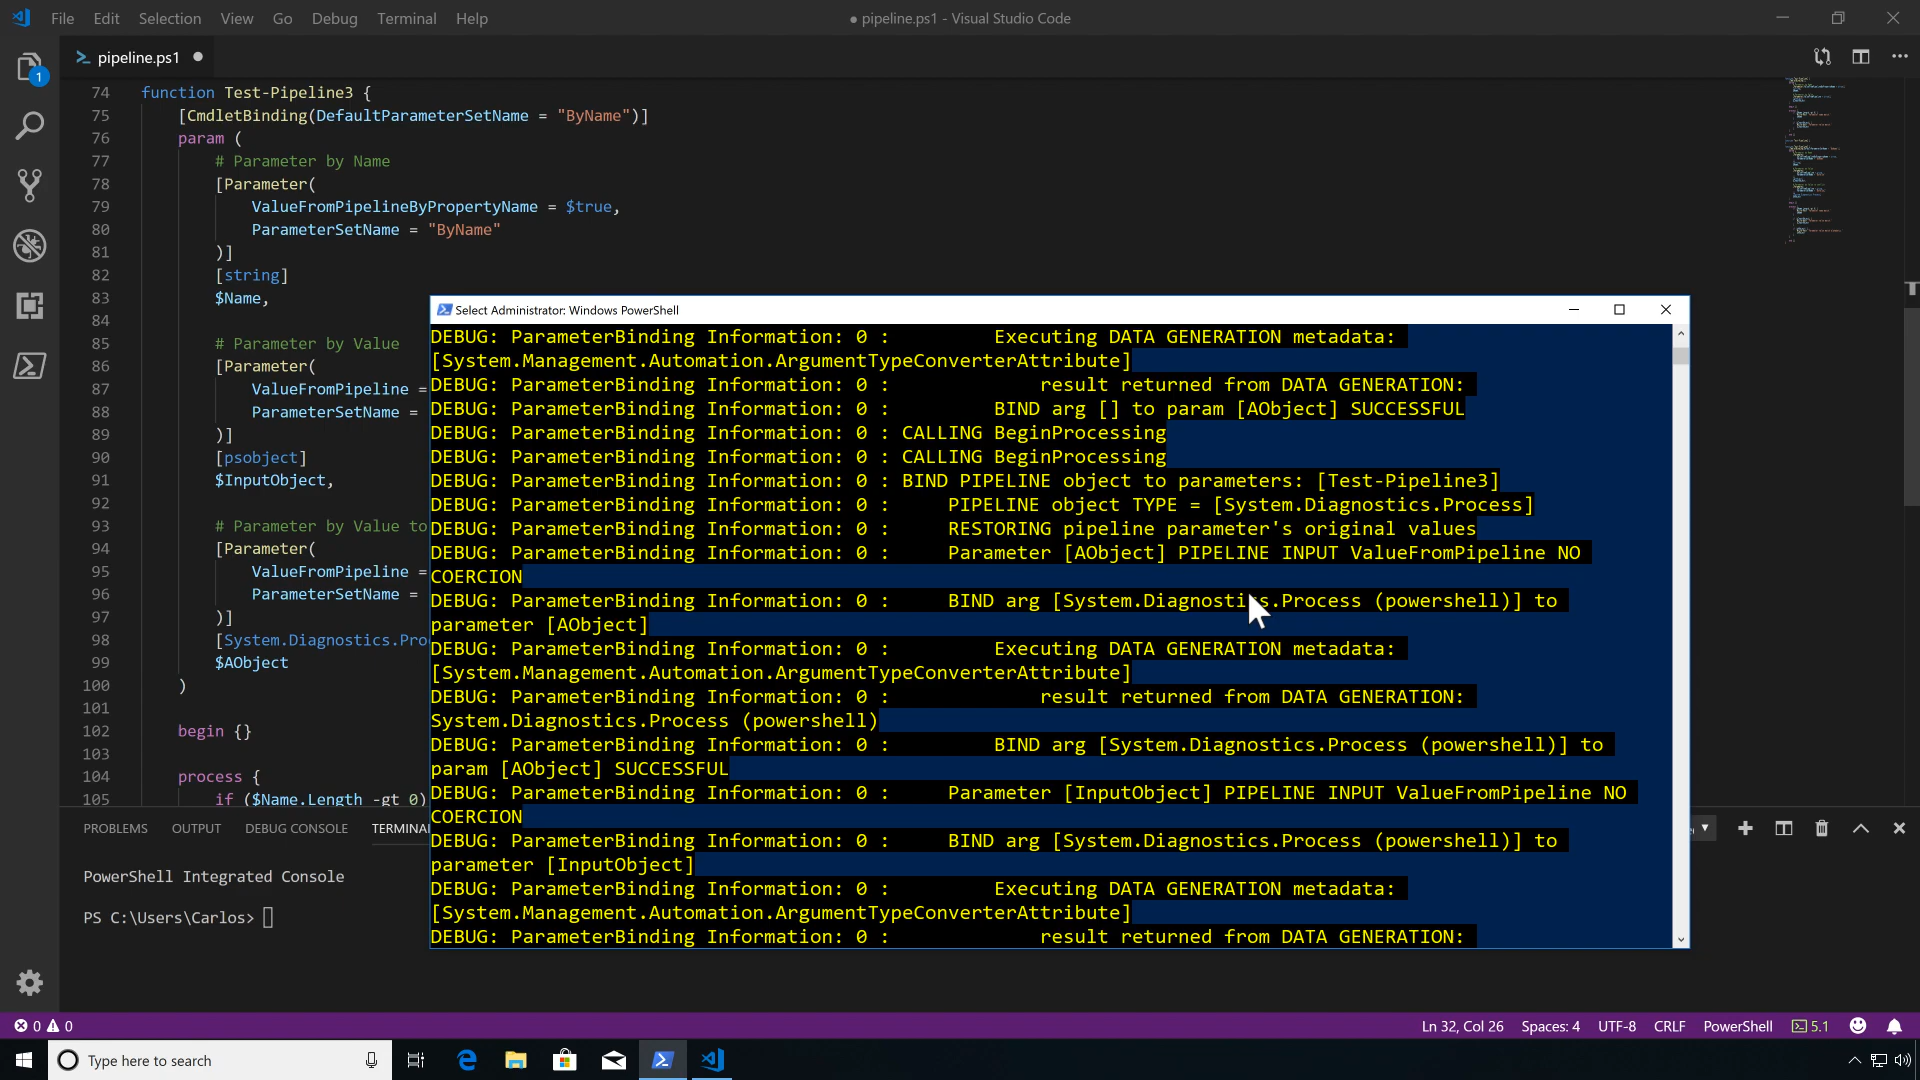 File Edit Selection View Go Debug Terminal Help
● pipeline.ps1 - Visual Studio Code
1
pipeline.ps1 ●
74 function Test-Pipeline3 {
75 [CmdletBinding(DefaultParameterSetName = "ByName")]
76 param (
77 # Parameter by Name
78 [Parameter(
79 ValueFromPipelineByPropertyName = $true,
80 ParameterSetName = "ByName"
81 )]
82 [string]
83 $Name,
84
85 # Parameter by Value
86 [Parameter(
87 ValueFromPipeline =
88 ParameterSetName =
89 )]
90 [psobject]
91 $InputObject,
92
93 # Parameter by Value to
94 [Parameter(
95 ValueFromPipeline =
96 ParameterSetName =
97 )]
98 [System.Diagnostics.Pro
99 $AObject
100 )
101
102 begin {}
103
104 process {
105 if ($Name.Length -gt 0)
Select Administrator: Windows PowerShell
DEBUG: ParameterBinding Information: 0 : Executing DATA GENERATION metadata:
[System.Management.Automation.ArgumentTypeConverterAttribute]
DEBUG: ParameterBinding Information: 0 : result returned from DATA GENERATION:
DEBUG: ParameterBinding Information: 0 : BIND arg [] to param [AObject] SUCCESSFUL
DEBUG: ParameterBinding Information: 0 : CALLING BeginProcessing
DEBUG: ParameterBinding Information: 0 : CALLING BeginProcessing
DEBUG: ParameterBinding Information: 0 : BIND PIPELINE object to parameters: [Test-Pipeline3]
DEBUG: ParameterBinding Information: 0 : PIPELINE object TYPE = [System.Diagnostics.Process]
DEBUG: ParameterBinding Information: 0 : RESTORING pipeline parameter's original values
DEBUG: ParameterBinding Information: 0 : Parameter [AObject] PIPELINE INPUT ValueFromPipeline NO
COERCION
DEBUG: ParameterBinding Information: 0 : BIND arg [System.Diagnostics.Process (powershell)] to
parameter [AObject]
DEBUG: ParameterBinding Information: 0 : Executing DATA GENERATION metadata:
[System.Management.Automation.ArgumentTypeConverterAttribute]
DEBUG: ParameterBinding Information: 0 : result returned from DATA GENERATION:
System.Diagnostics.Process (powershell)
DEBUG: ParameterBinding Information: 0 : BIND arg [System.Diagnostics.Process (powershell)] to
param [AObject] SUCCESSFUL
DEBUG: ParameterBinding Information: 0 : Parameter [InputObject] PIPELINE INPUT ValueFromPipeline NO
COERCION
DEBUG: ParameterBinding Information: 0 : BIND arg [System.Diagnostics.Process (powershell)] to
parameter [InputObject]
DEBUG: ParameterBinding Information: 0 : Executing DATA GENERATION metadata:
[System.Management.Automation.ArgumentTypeConverterAttribute]
DEBUG: ParameterBinding Information: 0 : result returned from DATA GENERATION:
PROBLEMS OUTPUT DEBUG CONSOLE TERMINA
PowerShell Integrated Console
PS C:\Users\Carlos>
0 0
Ln 32, Col 26 Spaces: 4 UTF-8 CRLF PowerShell 5.1
Type here to search